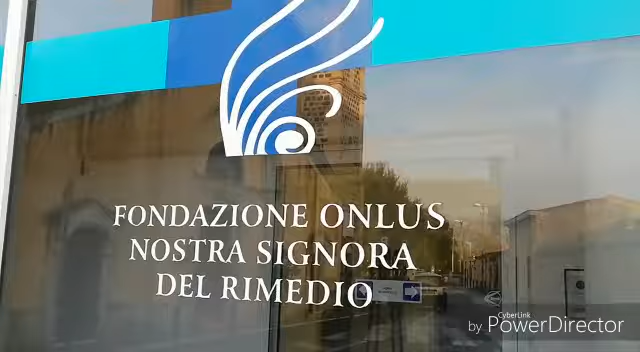 FONDAZIONE ONLUS
NOSTRA SIGNORA
DEL RIMEDIO
CyberLink
by PowerDirector